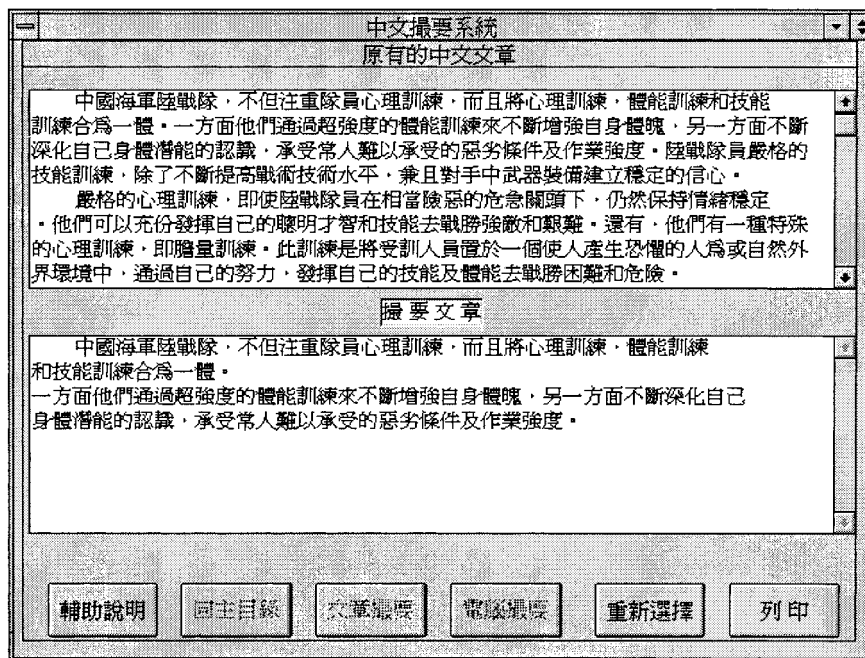 中文撮要系統
原有的中文文章
中國海軍陸戰隊，不但注重隊員心理訓練，而且將心理訓練，體能訓練和技能
訓練合為一體。一方面他們通過超強度的體能訓練來不斷增強自身體魄，另一方面不斷
深化自己身體潛能的認識，承受常人難以承受的惡劣條件及作業強度。陸戰隊員嚴格的
技能訓練，除了不斷提高戰術技術水平，兼且對手中武器裝備建立穩定的信心。
嚴格的心理訓練，即使陸戰隊員在相當險惡的危急關頭下，仍然保持情緒穩定
。他們可以充份發揮自己的聰明才智和技能去戰勝強敵和艱難。還有，他們有一種特殊
的心理訓練，即膽量訓練。此訓練是將受訓人員置於一個使人產生恐懼的人為或自然外
界環境中，通過自己的努力，發揮自己的技能及體能去戰勝困難和危險。
撮要文章
中國海軍陸戰隊，不但注重隊員心理訓練，而且將心理訓練，體能訓練
和技能訓練合為一體。
一方面他們通過超強度的體能訓練來不斷增強自身體魄，另一方面不斷深化自己
身體潛能的認識，承受常人難以承受的惡劣條件及作業強度。
輔助說明 回主目錄 文章撮要 電腦撮要 重新選擇 列印